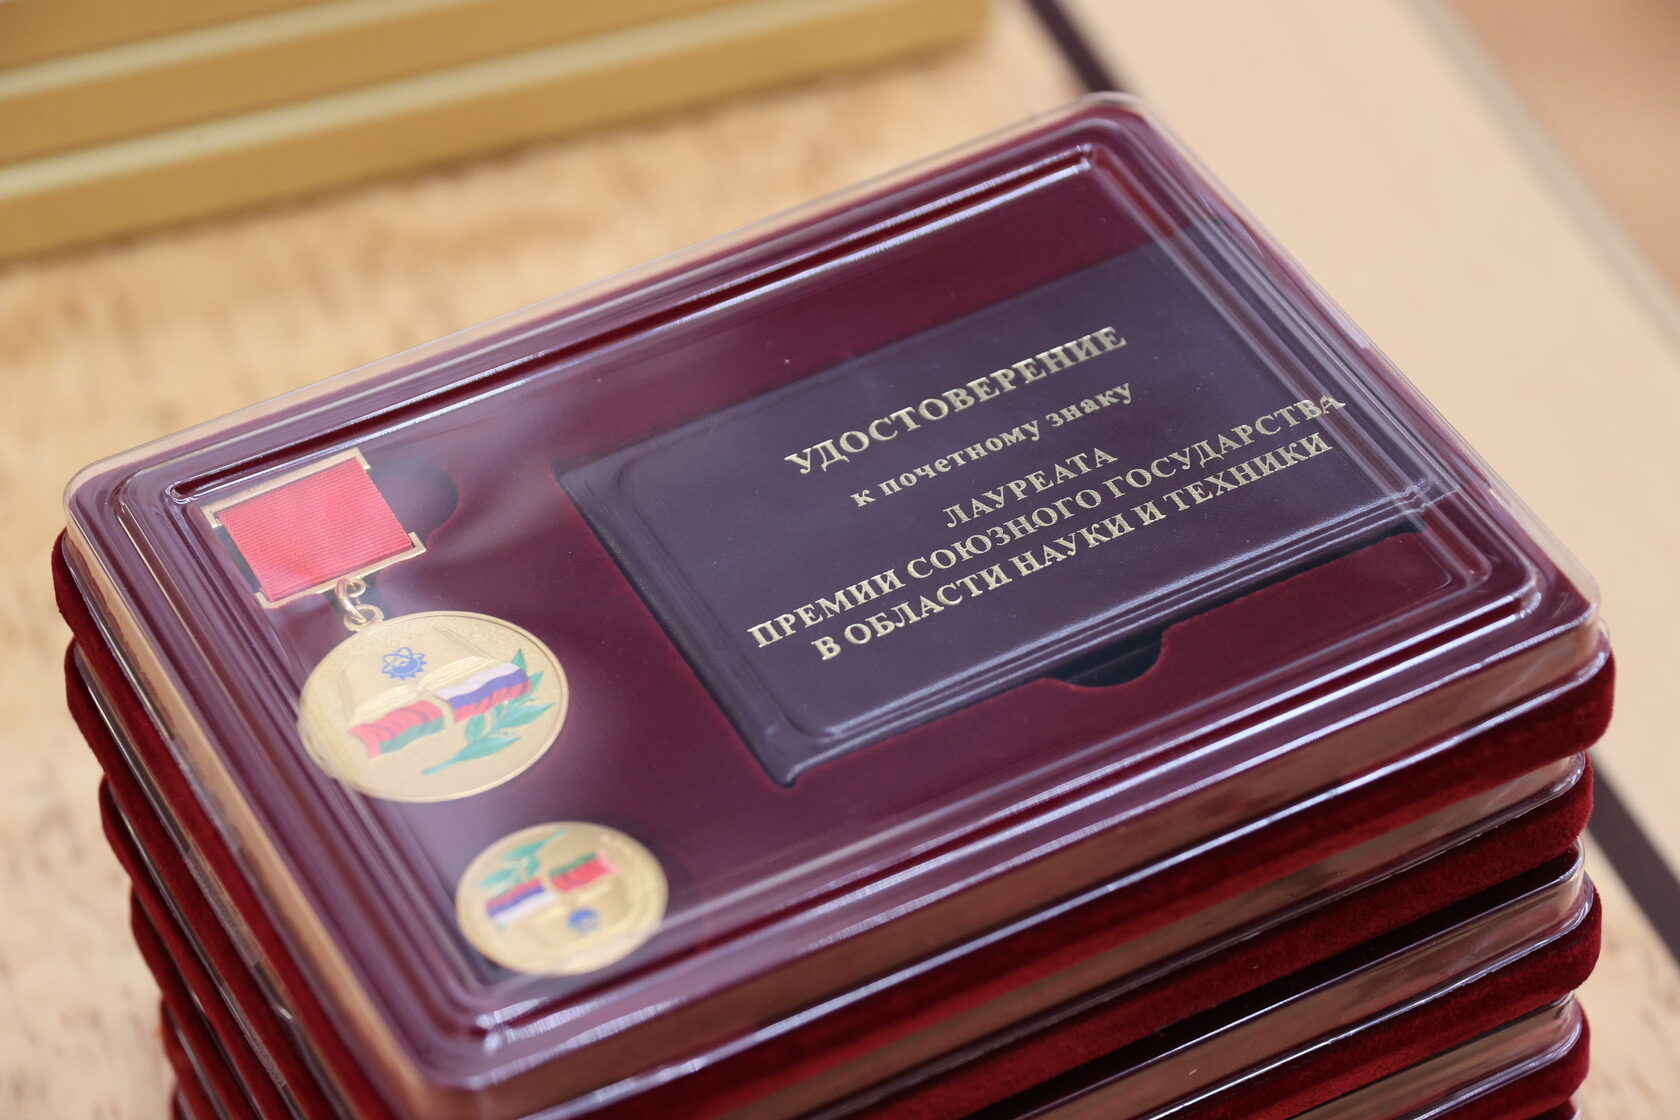 УДОСТОВЕРЕНИЕ
к почетному знаку
ЛАУРЕАТА
ПРЕМИИ СОЮЗНОГО ГОСУДАРСТВА
В ОБЛАСТИ НАУКИ И ТЕХНИКИ